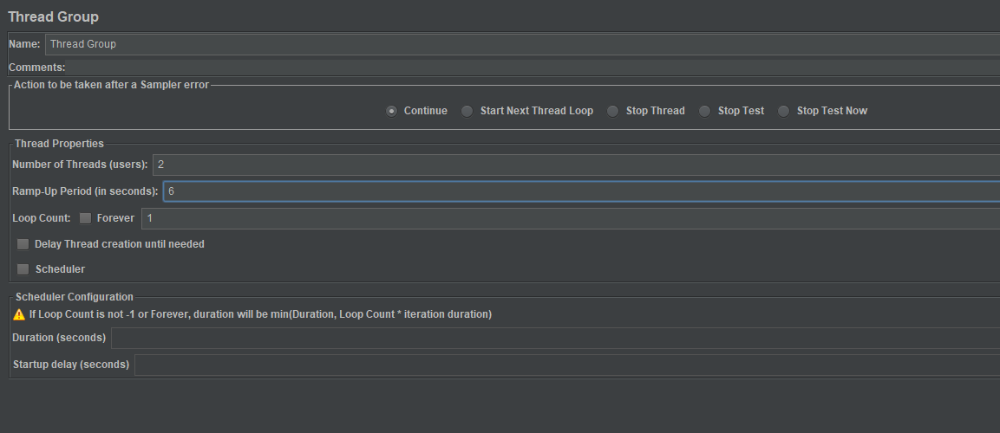 Thread Group
Name: Thread Group
Comments:
Action to be taken after a Sampler error
Continue Start Next Thread Loop Stop Thread Stop Test Stop Test Now
Thread Properties
Number of Threads (users): 2
Ramp-Up Period (in seconds): 6
Loop Count: Forever 1
Delay Thread creation until needed
Scheduler
Scheduler Configuration
If Loop Count is not -1 or Forever, duration will be min(Duration, Loop Count * iteration duration)
Duration (seconds)
Startup delay (seconds)